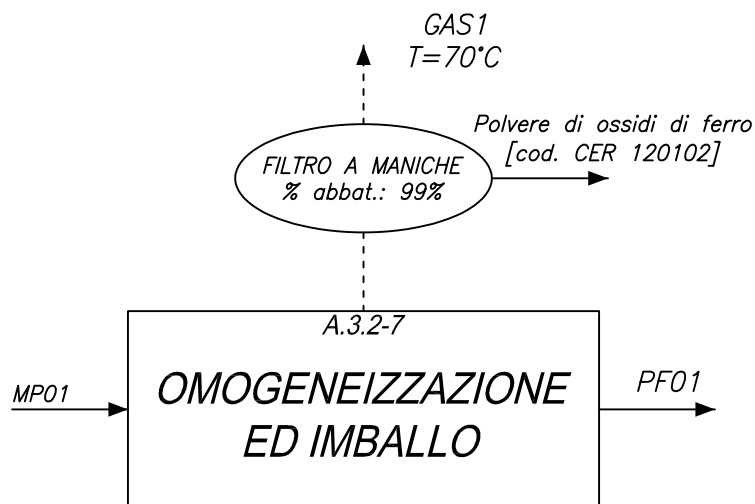 GAS1
T=70°C
Polvere di ossidi di ferro
[cod. CER 120102]
FILTRO A MANICHE
% abbat.: 99%
A.3.2-7
MP01
OMOGENEIZZAZIONE
ED IMBALLO
PF01